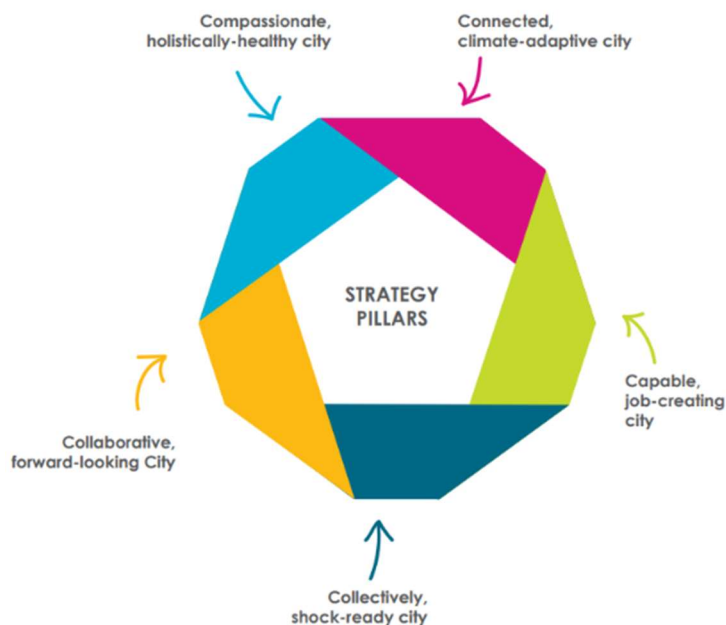 Compassionate,
holistically-healthy city
Connected,
climate-adaptive city
STRATEGY
PILLARS
Capable,
job-creating
city
Collaborative,
forward-looking City
Collectively,
shock-ready city